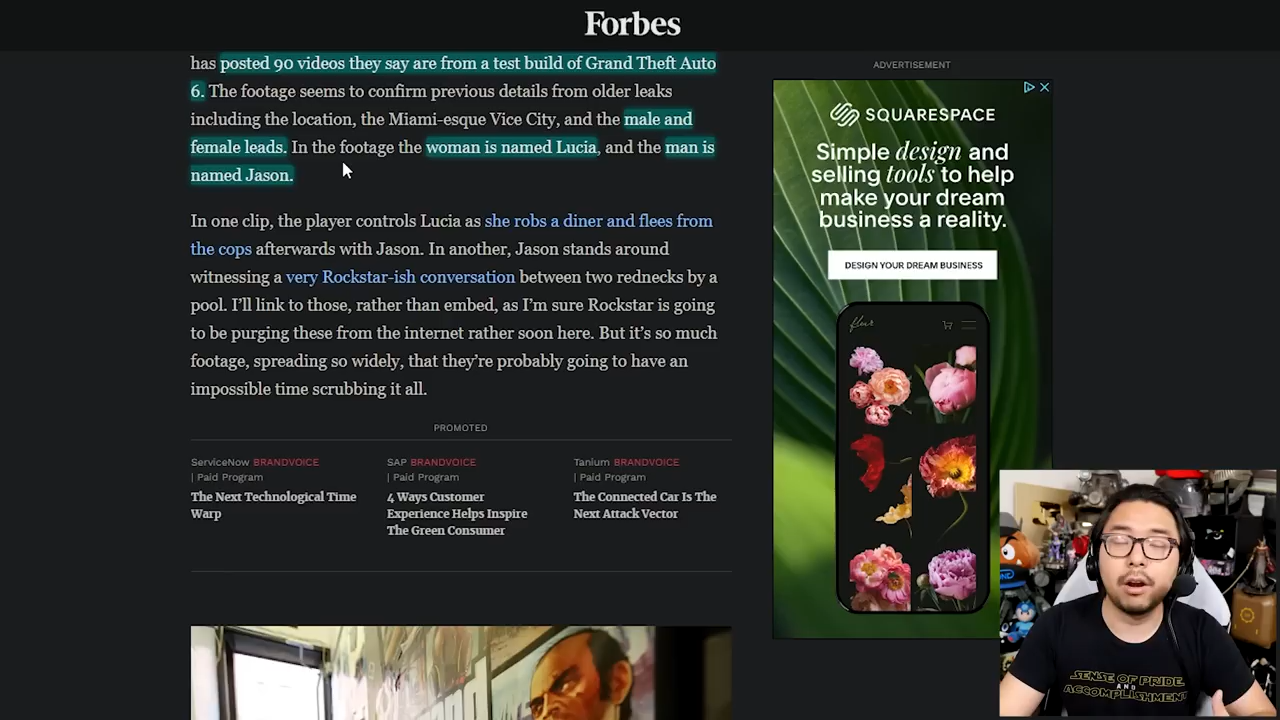 Forbes
has posted 90 videos they say are from a test build of Grand Theft Auto
6. The footage seems to confirm previous details from older leaks
including the location, the Miami-esque Vice City, and the male and
female leads. In the footage the woman is named Lucia, and the man is
named Jason.
In one clip, the player controls Lucia as she robs a diner and flees from
the cops afterwards with Jason. In another, Jason stands around
witnessing a very Rockstar-ish conversation between two rednecks by a
pool. I'll link to those, rather than embed, as I'm sure Rockstar is going
to be purging these from the internet rather soon here. But it's so much
footage, spreading so widely, that they're probably going to have an
impossible time scrubbing it all.
PROMOTED
ServiceNow BRANDVOICE
| Paid Program
The Next Technological Time
Warp
SAP BRANDVOICE
| Paid Program
4 Ways Customer
Experience Helps Inspire
The Green Consumer
Tanium BRANDVOICE
| Paid Program
The Connected Car Is The
Next Attack Vector
ADVERTISEMENT
SQUARESPACE
Simple design and
selling tools to help
make your dream
business a reality.
DESIGN YOUR DREAM BUSINESS
fleur
SENSE OF PRIDE
AND
ACCOMPLISHMENT